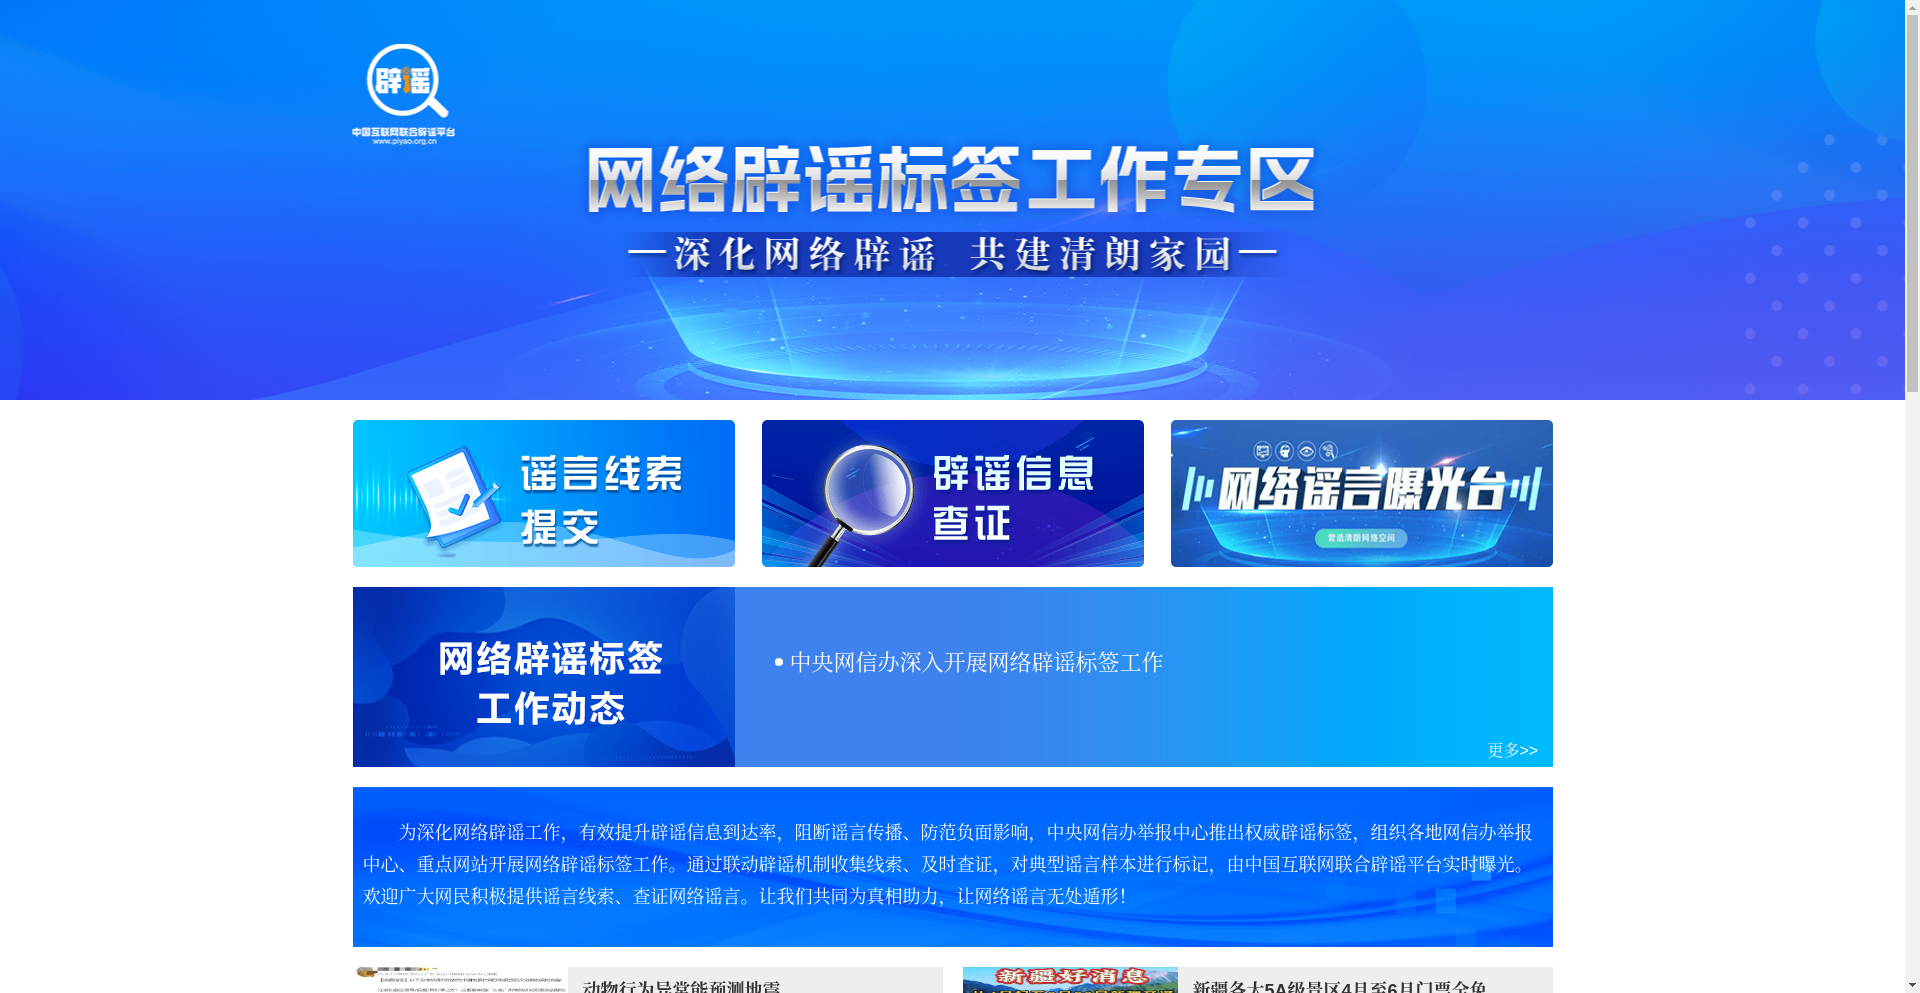 辟谣
中国互联网联合辟谣平台
www.piyao.org.cn
网络辟谣标签工作专区
—深化网络辟谣 共建清朗家园—
谣言线索
提交
辟谣信息
查证
网络谣言曝光台
营造清朗网络空间
网络辟谣标签
工作动态
中央网信办深入开展网络辟谣标签工作
更多>>
为深化网络辟谣工作，有效提升辟谣信息到达率，阻断谣言传播、防范负面影响，中央网信办举报中心推出权威辟谣标签，组织各地网信办举报
中心、重点网站开展网络辟谣标签工作。通过联动辟谣机制收集线索、及时查证，对典型谣言样本进行标记，由中国互联网联合辟谣平台实时曝光。
欢迎广大网民积极提供谣言线索、查证网络谣言。让我们共同为真相助力，让网络谣言无处遁形！
动物行为异常能预测地震
新疆好消息
新疆各大5A级景区4月至6月门票全免